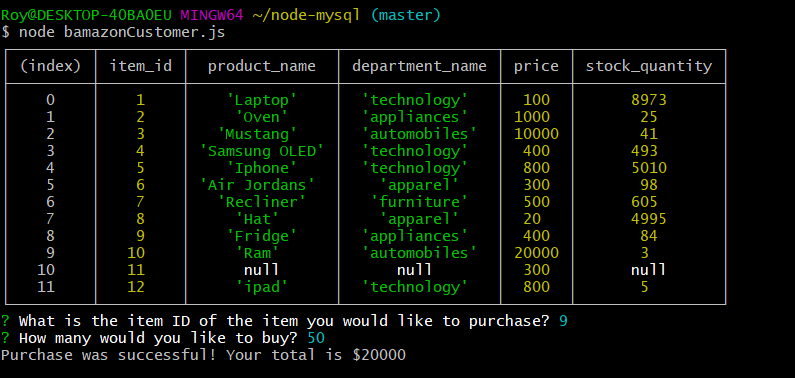 Roy@DESKTOP-40BA0EU MINGW64 ~/node-mysql (master)
$ node bamazonCustomer.js
(index) item_id product_name department_name price stock_quantity
0 1 'Laptop' 'technology' 100 8973
1 2 'Oven' 'appliances' 1000 25
2 3 'Mustang' 'automobiles' 10000 41
3 4 'Samsung OLED' 'technology' 400 493
4 5 'Iphone' 'technology' 800 5010
5 6 'Air Jordans' 'apparel' 300 98
6 7 'Recliner' 'furniture' 500 605
7 8 'Hat' 'apparel' 20 4995
8 9 'Fridge' 'appliances' 400 84
9 10 'Ram' 'automobiles' 20000 3
10 11 null null 300 null
11 12 'ipad' 'technology' 800 5
? What is the item ID of the item you would like to purchase? 9
? How many would you like to buy? 50
Purchase was successful! Your total is $20000